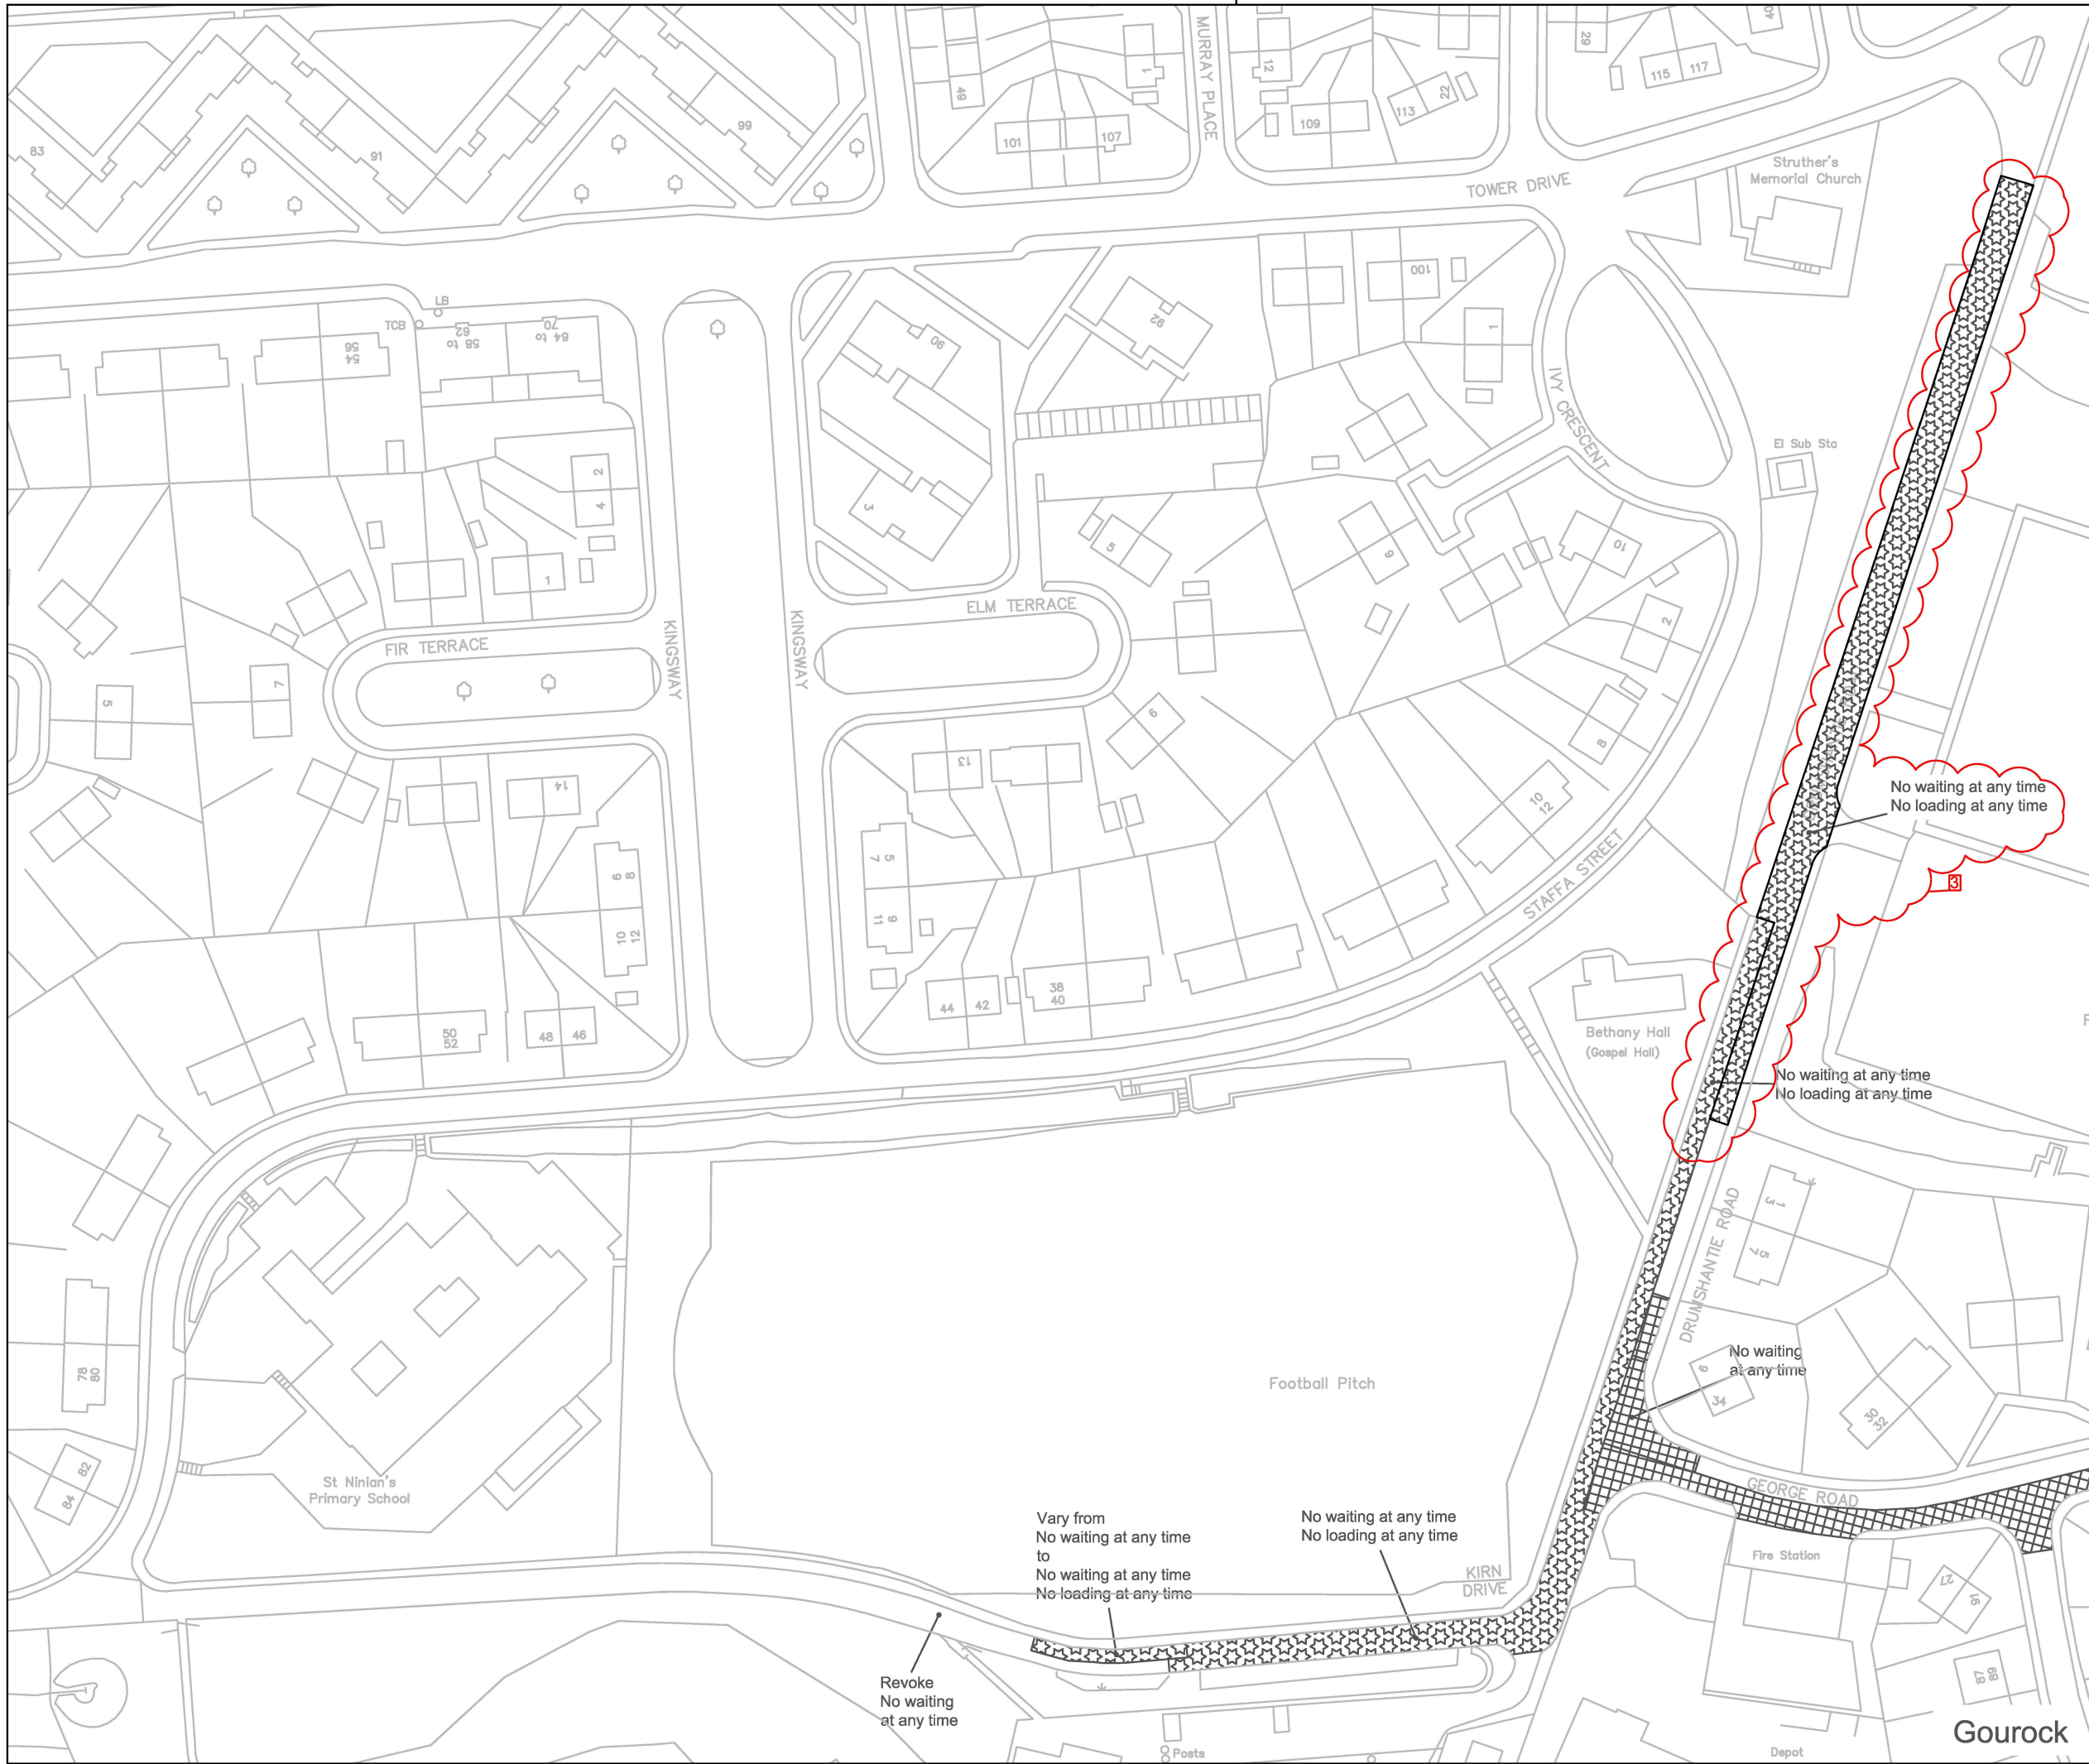 83
91
99
49
101
107
1
MURRAY PLACE
12
109
113
22
29
115
117
40
TOWER DRIVE
Struther's
Memorial Church
LB
TCB
56
54
58 to
62
64 to
70
90
92
100
1
IVY CRESCENT
El Sub Sta
2
4
1
3
5
6
10
2
8
FIR TERRACE
ELM TERRACE
KINGSWAY
KINGSWAY
5
7
14
13
9
10
12
STAFFA STREET
No waiting at any time
No loading at any time
3
6
8
10
12
5
7
9
11
44
42
38
40
50
52
48
46
Bethany Hall
(Gospel Hall)
No waiting at any time
No loading at any time
DRUMSHANTIE ROAD
1
3
5
7
78
80
82
84
No waiting
at any time
9
34
30
32
Football Pitch
St Ninian's
Primary School
GEORGE ROAD
Vary from
No waiting at any time
to
No waiting at any time
No loading at any time
No waiting at any time
No loading at any time
KIRN
DRIVE
Fire Station
27
16
87
89
Revoke
No waiting
at any time
Posts
Depot
Gourock